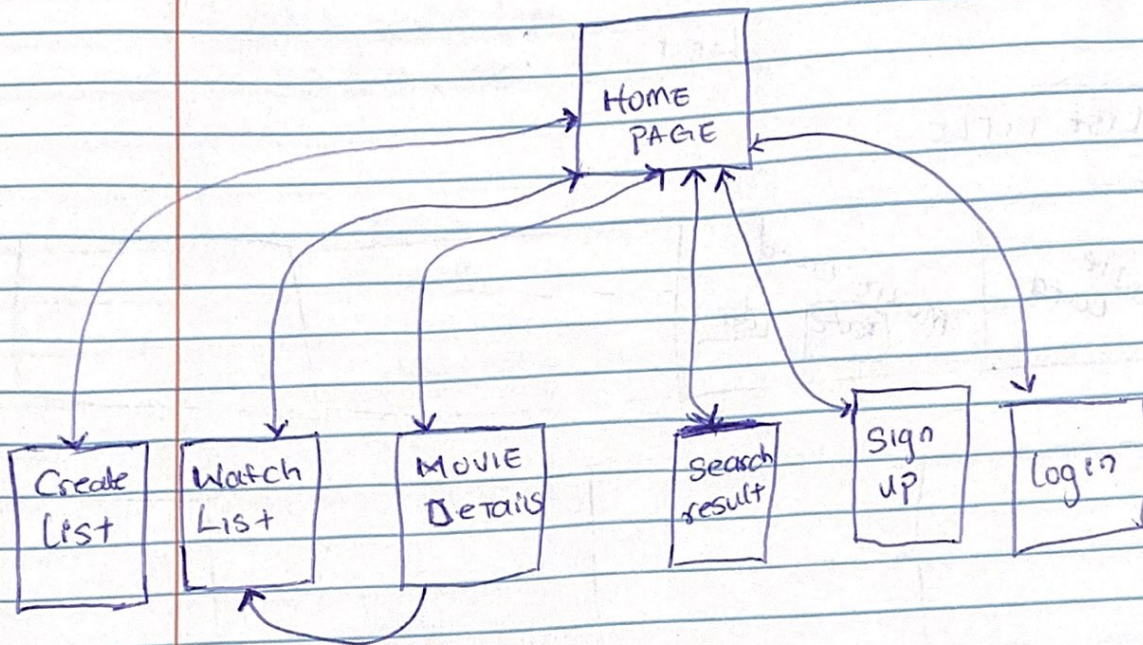 HOME
PAGE
Create
List
Watch
List
MOVIE
Details
Search
result
Sign
up
Login